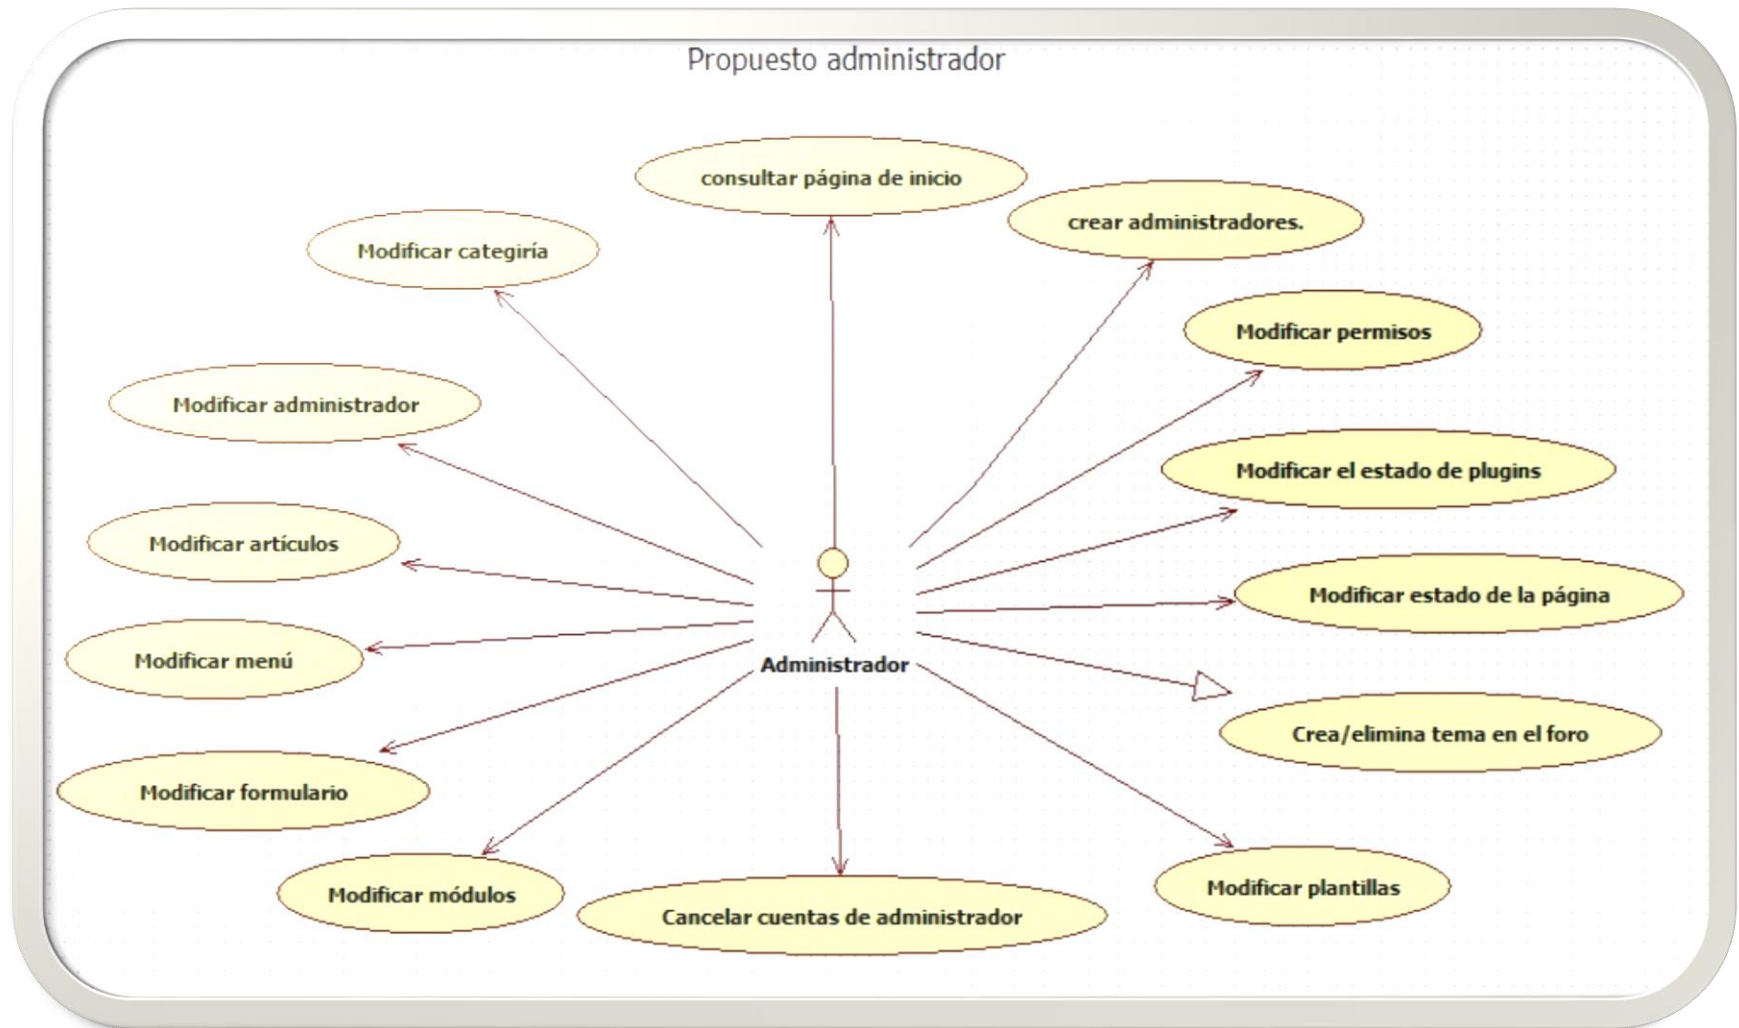 Propuesto administrador
consultar página de inicio
crear administradores.
Modificar categiría
Modificar permisos
Modificar administrador
Modificar el estado de plugins
Modificar artículos
Modificar estado de la página
Modificar menú
Administrador
Crea/elimina tema en el foro
Modificar formulario
Modificar módulos
Cancelar cuentas de administrador
Modificar plantillas